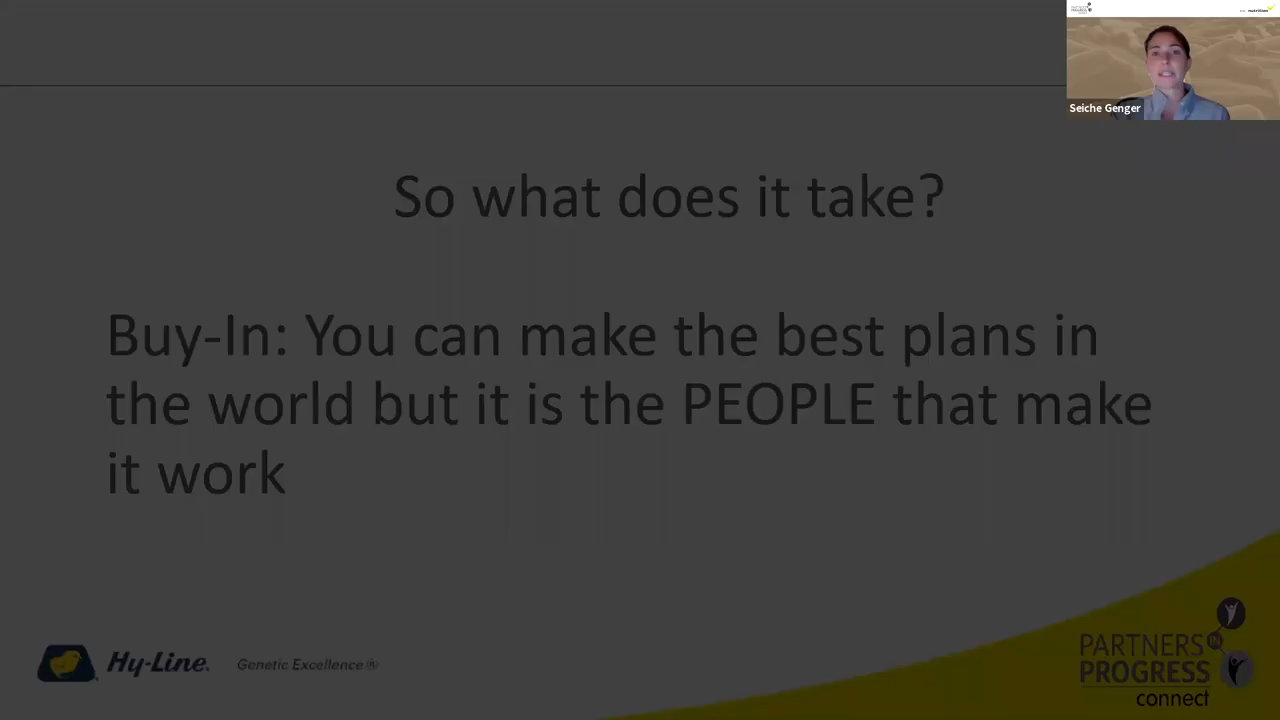 Seiche Genger
So what does it take?
Buy-In: You can make the best plans in
the world but it is the PEOPLE that make
it work
Hy-Line.
Genetic Excellence ®
PARTNERS IN
PROGRESS
connect